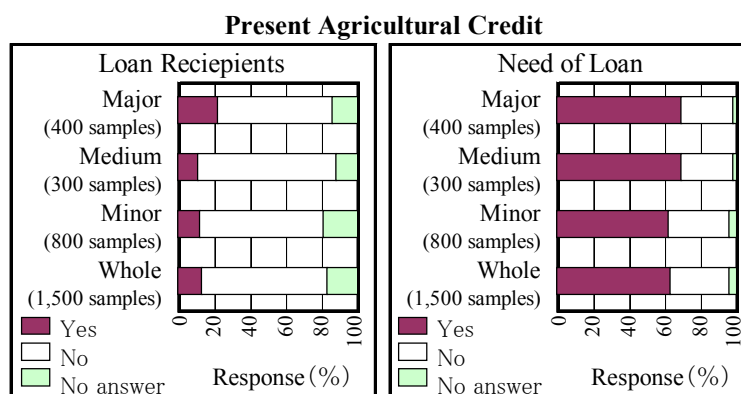 Present Agricultural Credit
Loan Reciepients
Major
(400 samples)
Medium
(300 samples)
Minor
(800 samples)
Whole
(1,500 samples)
0 20 40 60 80 100
Yes
No
No answer
Response(%)
Need of Loan
Major
(400 samples)
Medium
(300 samples)
Minor
(800 samples)
Whole
(1,500 samples)
0 20 40 60 80 100
Yes
No
No answer
Response(%)